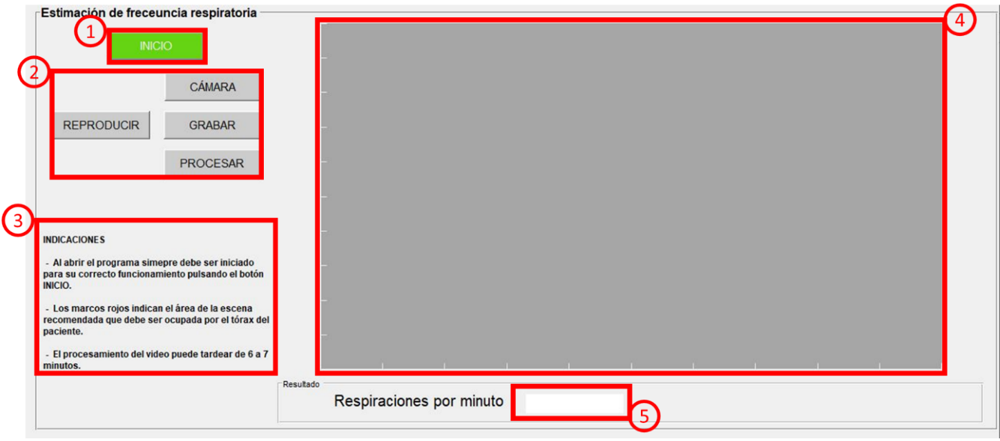 Estimación de freceuncia respiratoria
1
INICIO
2
CÁMARA
REPRODUCIR
GRABAR
PROCESAR
3
INDICACIONES
- Al abrir el programa simepre debe ser iniciado
para su correcto funcionamiento pulsando el botón
INICIO.
- Los marcos rojos indican el área de la escena
recomendada que debe ser ocupada por el tórax del
paciente.
- El procesamiento del video puede tardear de 6 a 7
minutos.
4
Resultado
Respiraciones por minuto
5